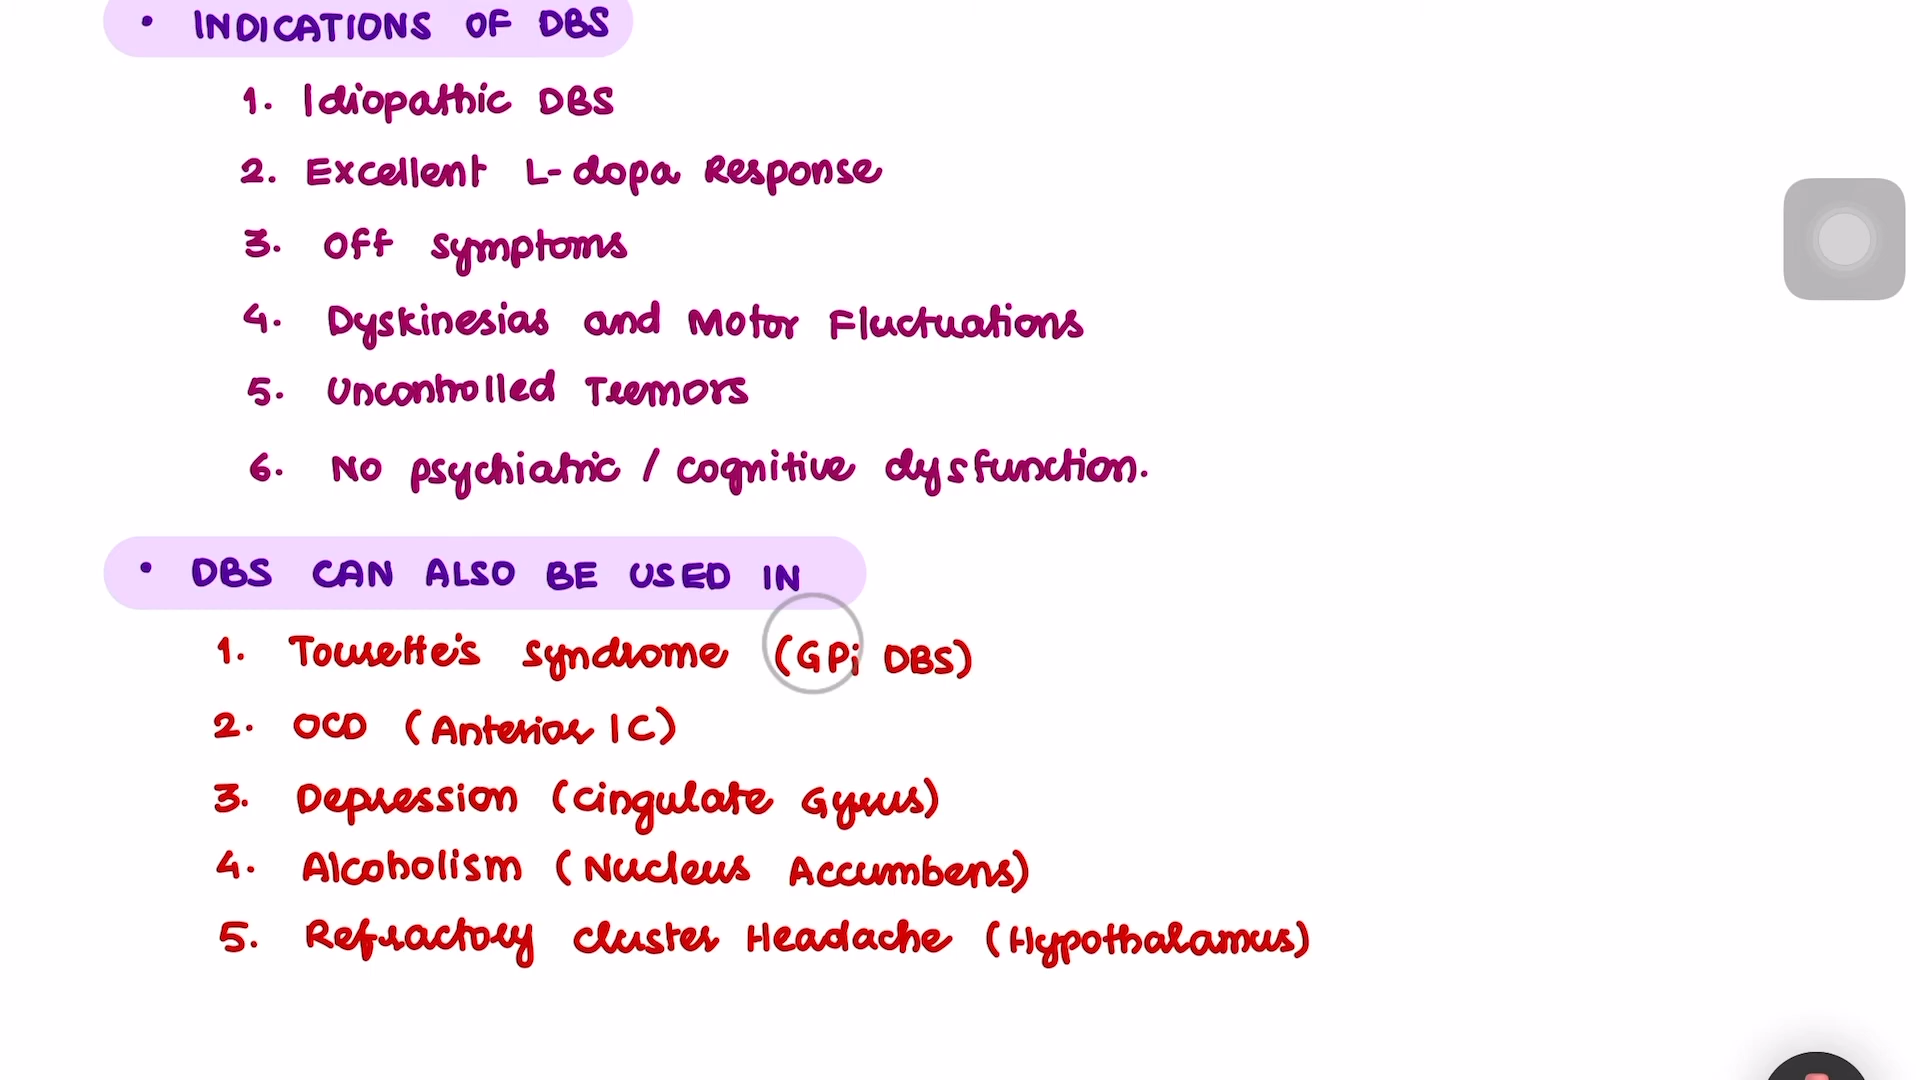 • INDICATIONS OF DBS
1. Idiopathic DBS
2. Excellent L-dopa Response
3. Off symptoms
4. Dyskinesias and Motor Fluctuations
5. Uncontrolled Tremors
6. No psychiatric / cognitive dysfunction.
• DBS CAN ALSO BE USED IN
1. Tourette's syndrome (GPi DBS)
2. OCD (Anterior IC)
3. Depression (cingulate Gyrus)
4. Alcoholism (Nucleus Accumbens)
5. Refractory cluster Headache (Hypothalamus)